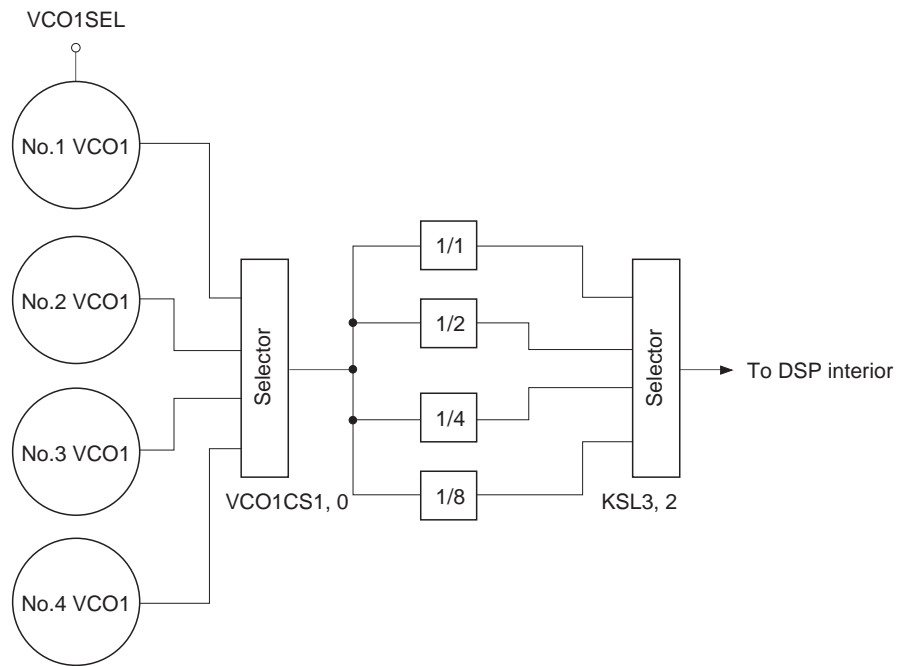 VCO1SEL
No.1 VCO1
No.2 VCO1
No.3 VCO1
No.4 VCO1
Selector
VCO1CS1, 0
1/1
1/2
1/4
1/8
Selector
KSL3, 2
To DSP interior